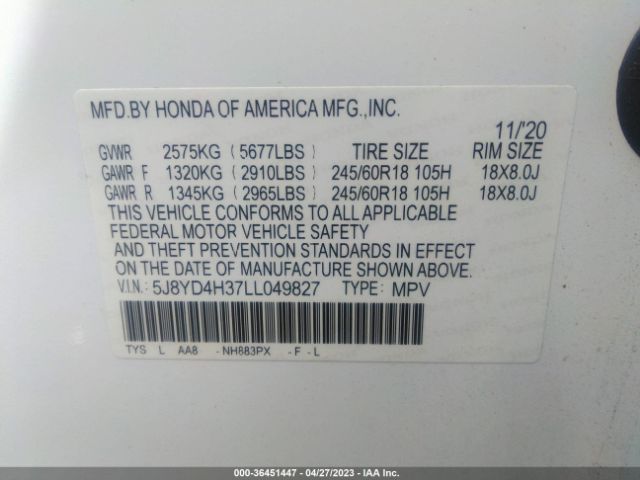 MFD.BY HONDA OF AMERICA MFG.,INC.
11/'20
GVWR 2575KG (5677LBS) TIRE SIZE RIM SIZE
GAWR F 1320KG (2910LBS) 245/60R18 105H 18X8.0J
GAWR R 1345KG (2965LBS) 245/60R18 105H 18X8.0J
THIS VEHICLE CONFORMS TO ALL APPLICABLE
FEDERAL MOTOR VEHICLE SAFETY
AND THEFT PREVENTION STANDARDS IN EFFECT
ON THE DATE OF MANUFACTURE SHOWN ABOVE.
V.I.N.: 5J8YD4H37LL049827 TYPE: MPV
TYS L AA8 -NH883PX -F-L
000-36451447 - 04/27/2023 - IAA Inc.